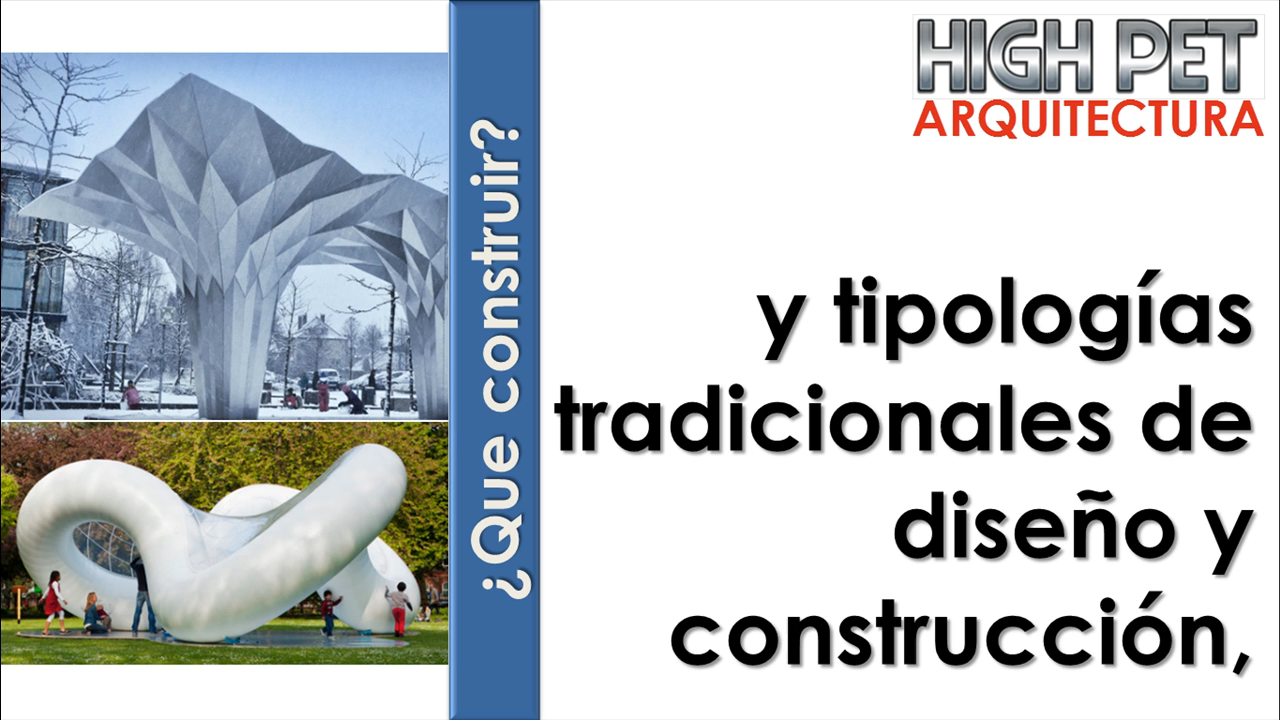 HIGH PET
ARQUITECTURA
¿Que construir?
y tipologías
tradicionales de
diseño y
construcción,